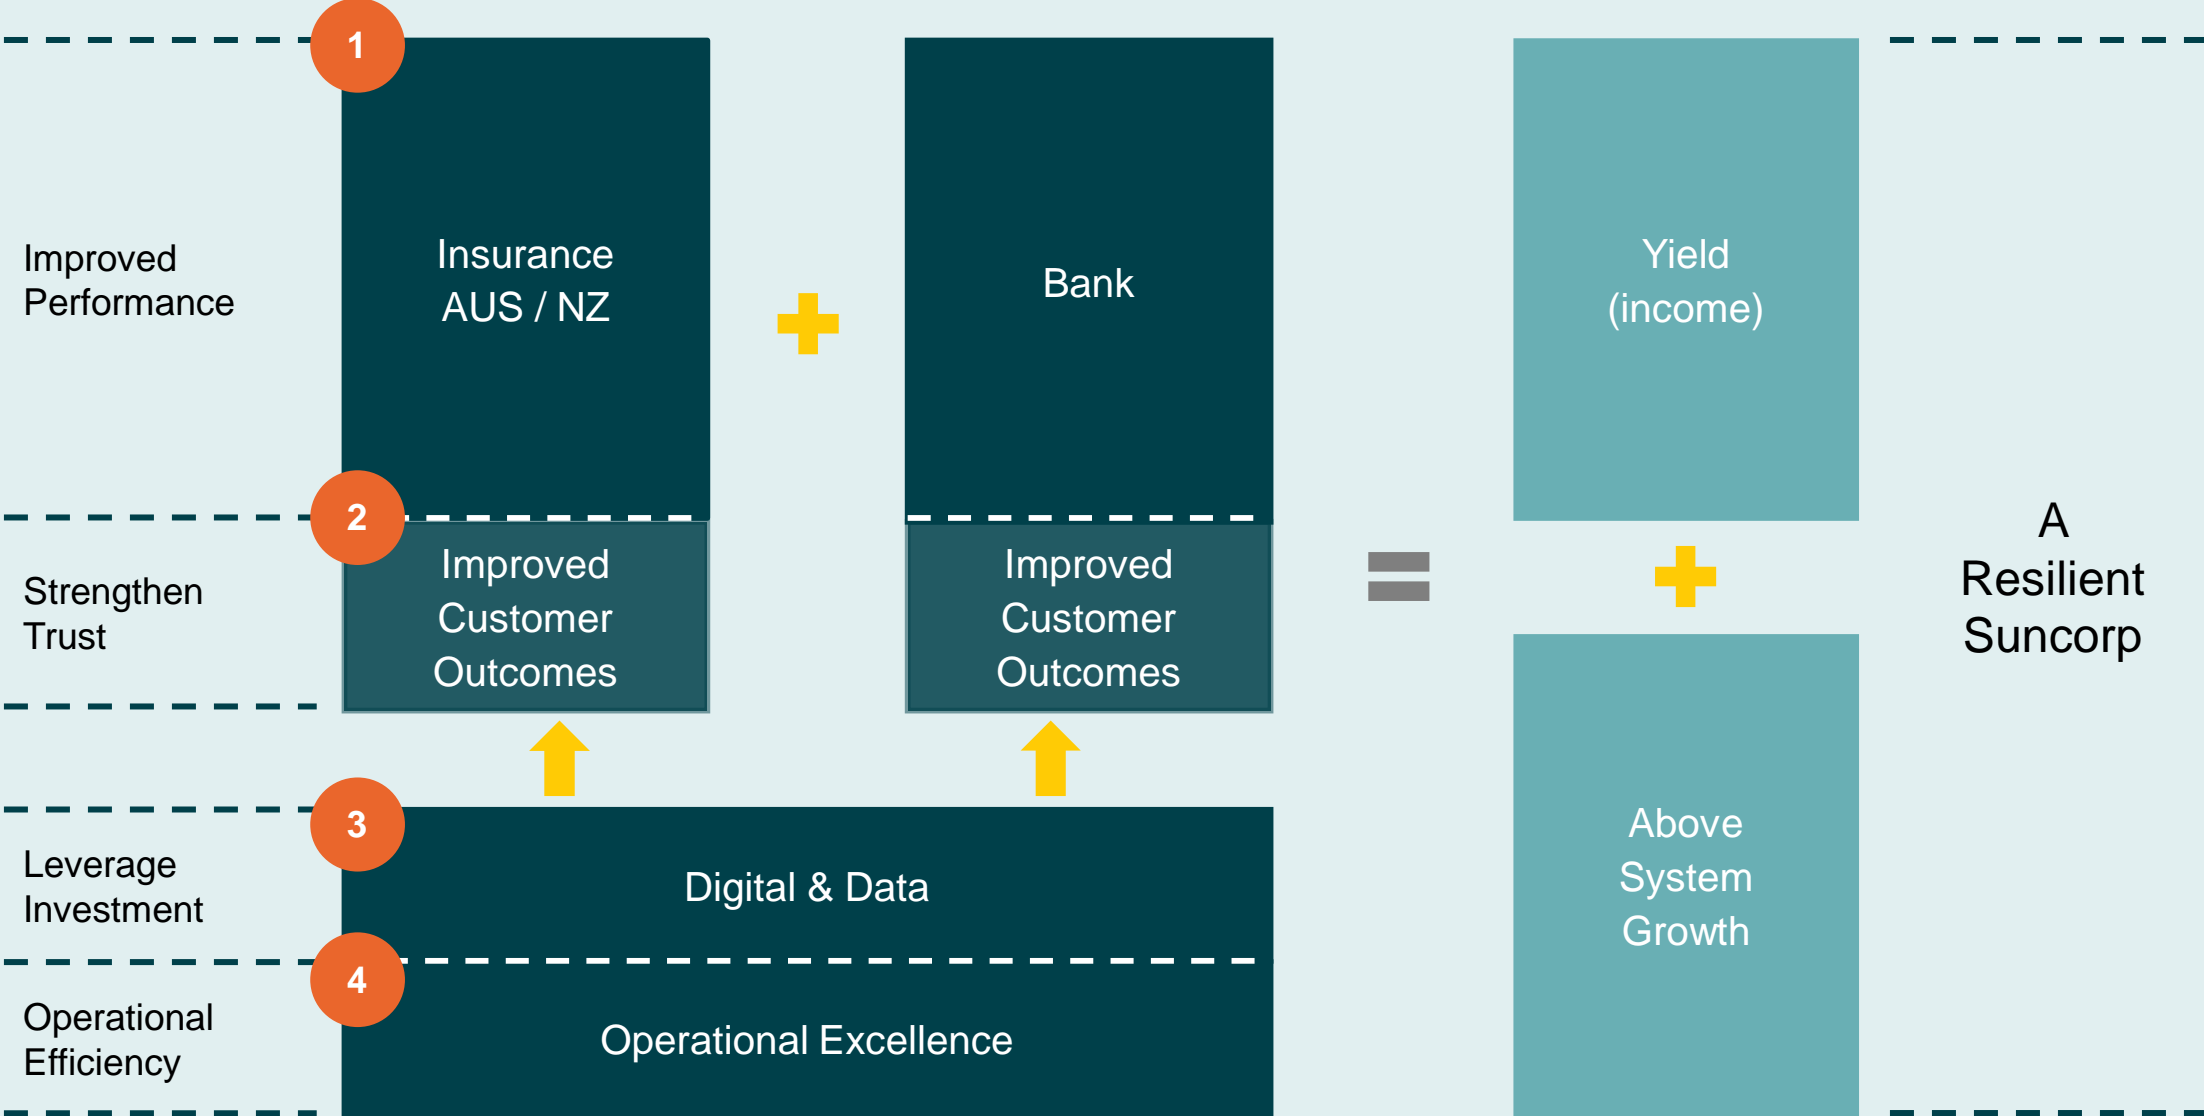 1
Improved
Performance
Insurance
AUS / NZ
Bank
Yield
(income)
2
Strengthen
Trust
Improved
Customer
Outcomes
Improved
Customer
Outcomes
A
Resilient
Suncorp
3
Leverage
Investment
Digital & Data
Above
System
Growth
4
Operational
Efficiency
Operational Excellence